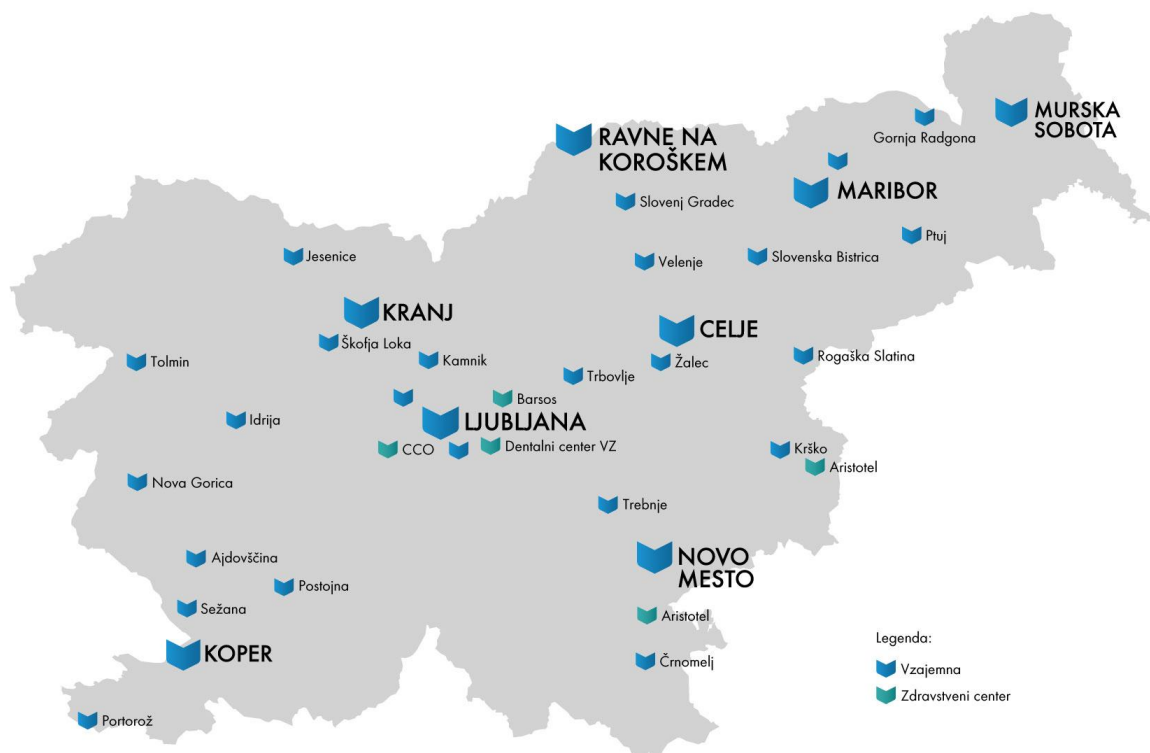 MURSKA
SOBOTA
Gornja Radgona
RAVNE NA
KOROŠKEM
MARIBOR
Slovenj Gradec
Ptuj
Jesenice
Velenje
Slovenska Bistrica
KRANJ
CELJE
Škofja Loka
Kamnik
Tolmin
Žalec
Rogaška Slatina
Trbovlje
Barsos
Idrija
LJUBLJANA
CCO
Dentalni center VZ
Krško
Aristotel
Nova Gorica
Trebnje
Ajdovščina
NOVO
MESTO
Postojna
Sežana
Aristotel
KOPER
Črnomelj
Portorož
Legenda:
Vzajemna
Zdravstveni center